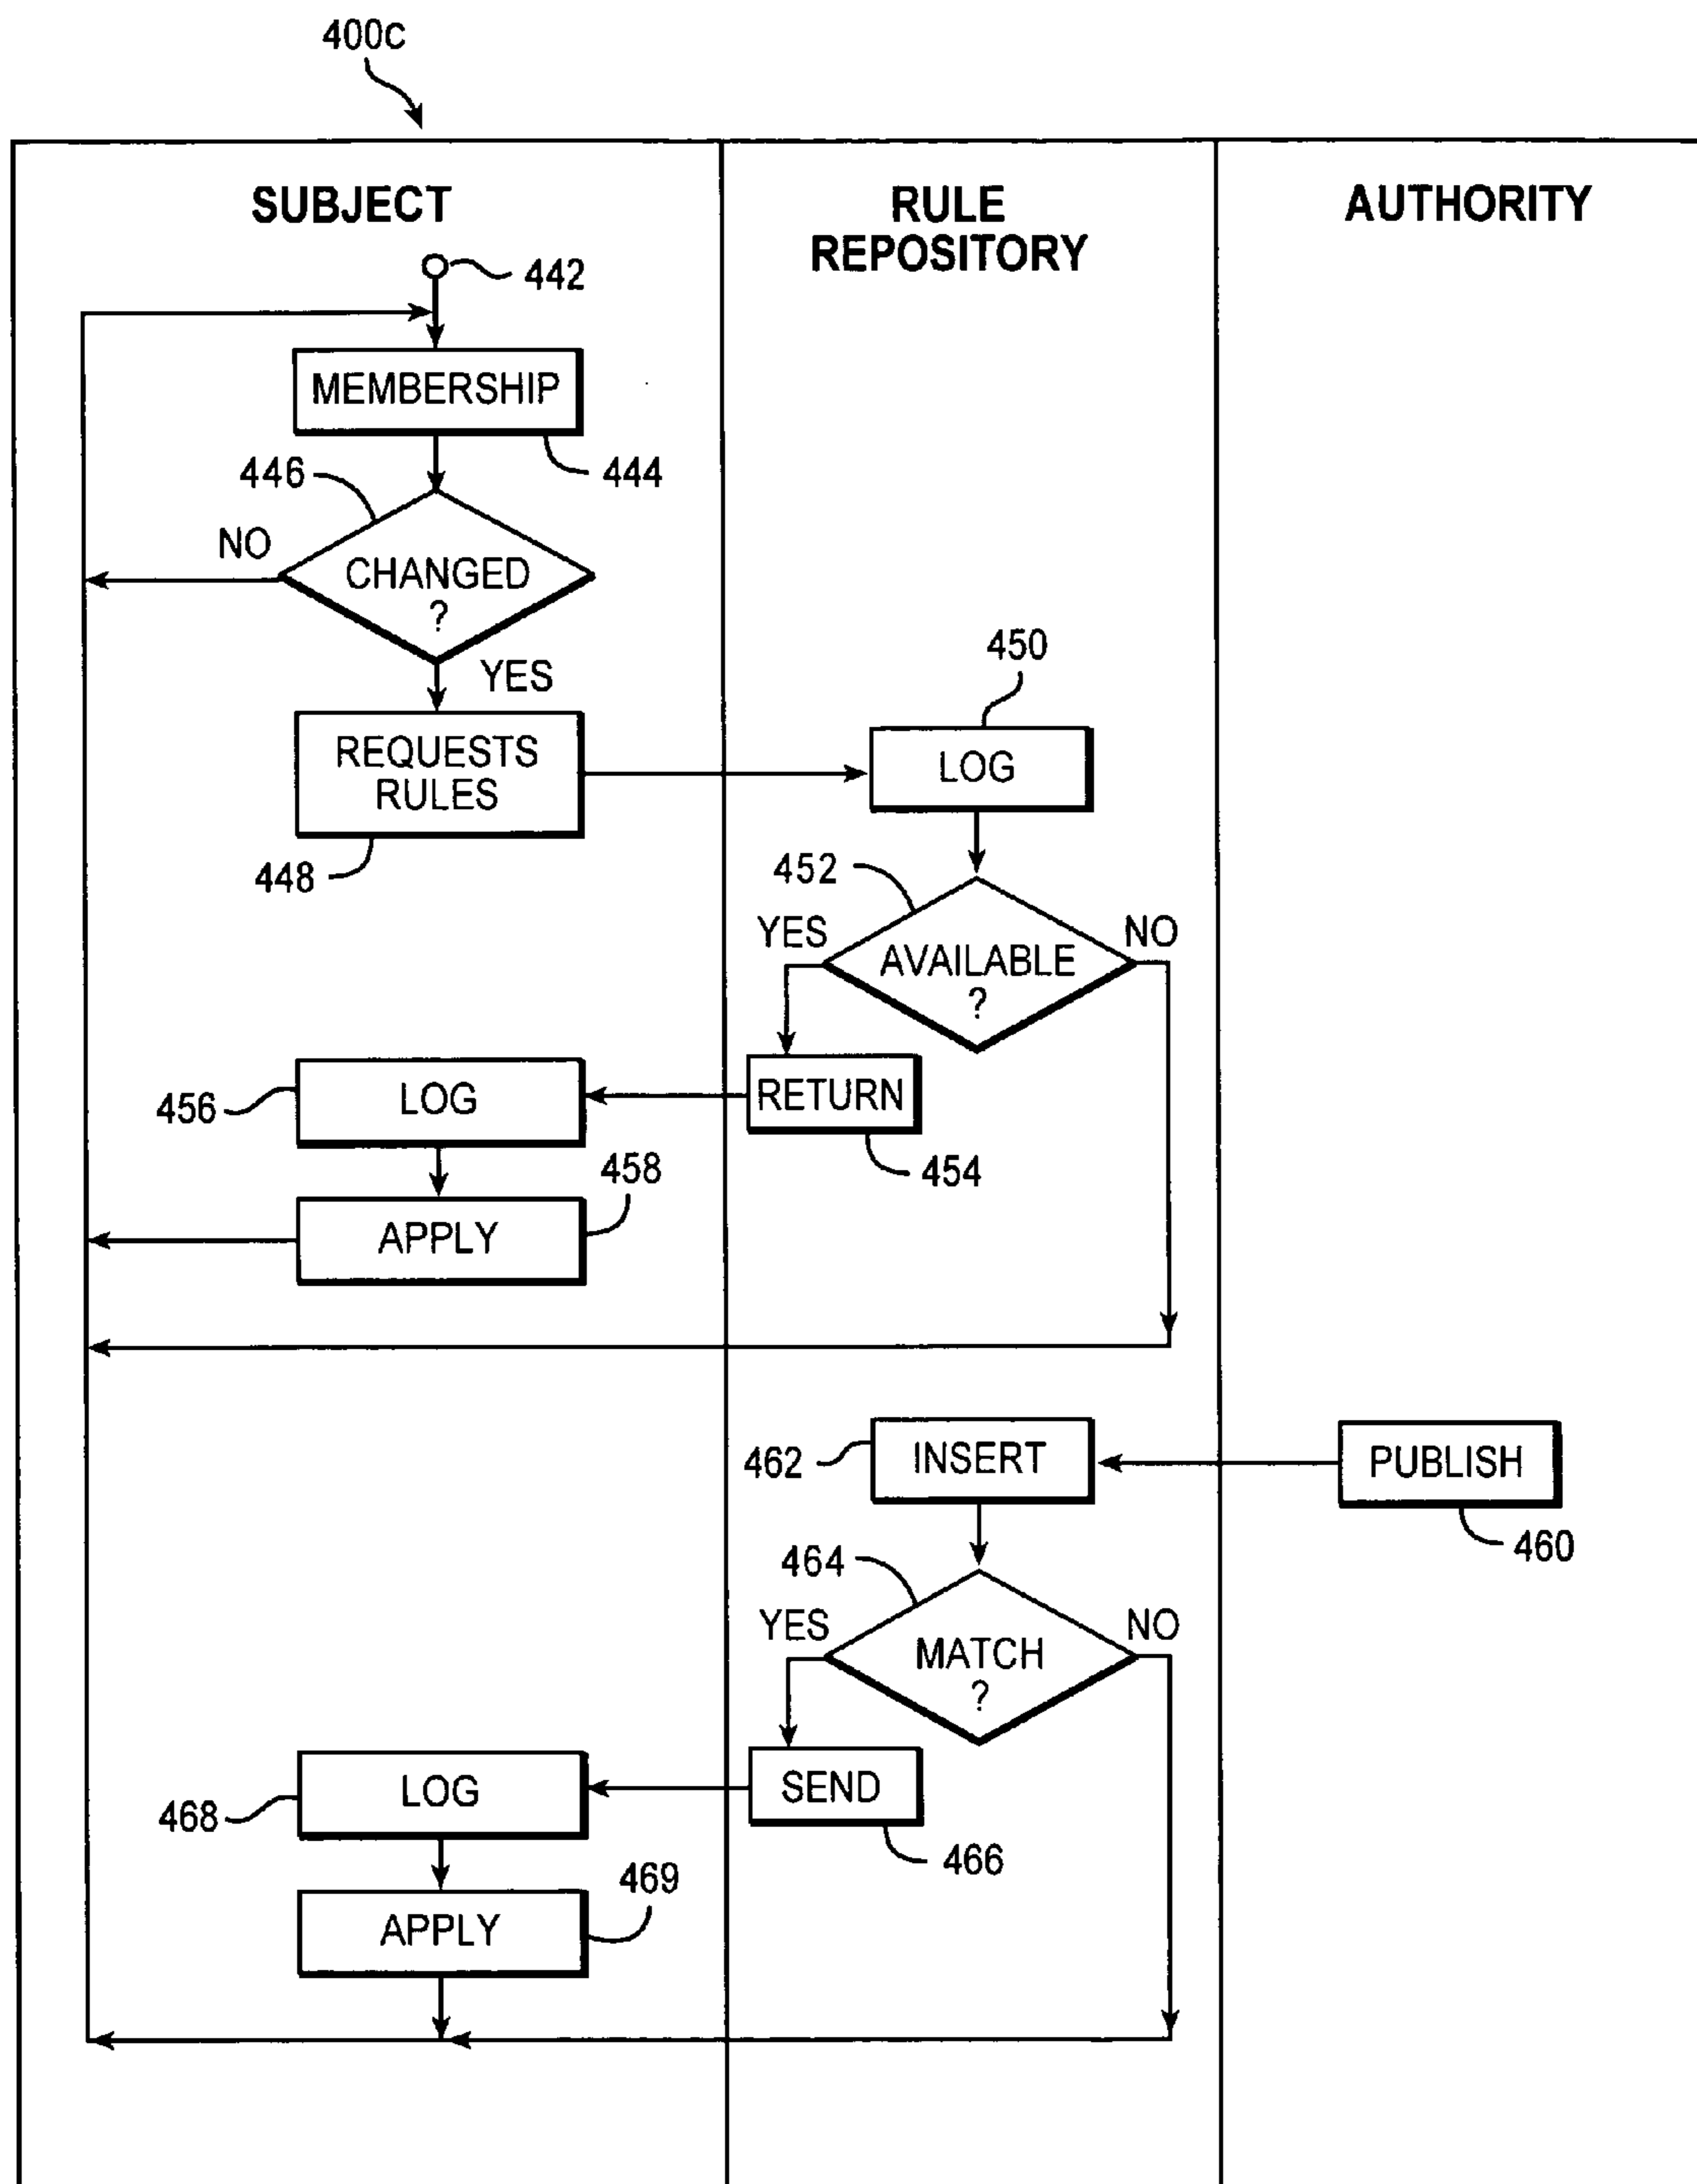 400C
SUBJECT
RULE
REPOSITORY
AUTHORITY
442
MEMBERSHIP
444
446
NO
CHANGED
?
YES
REQUESTS
RULES
448
450
LOG
452
YES
NO
AVAILABLE
?
RETURN
454
LOG
456
458
APPLY
INSERT
462
PUBLISH
460
464
YES
NO
MATCH
?
SEND
466
LOG
468
469
APPLY